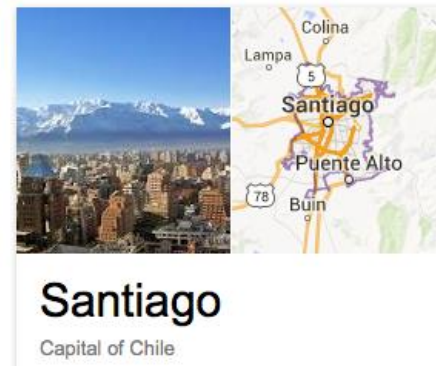 Colina
Lampa
5
Santiago
Puente Alto
78
Buin
Santiago
Capital of Chile